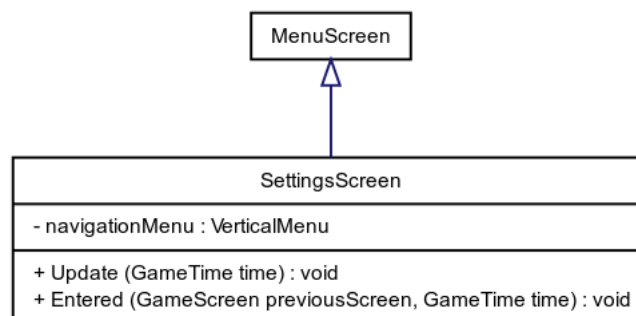 MenuScreen
SettingsScreen
- navigationMenu : VerticalMenu
+ Update (GameTime time) : void
+ Entered (GameScreen previousScreen, GameTime time) : void